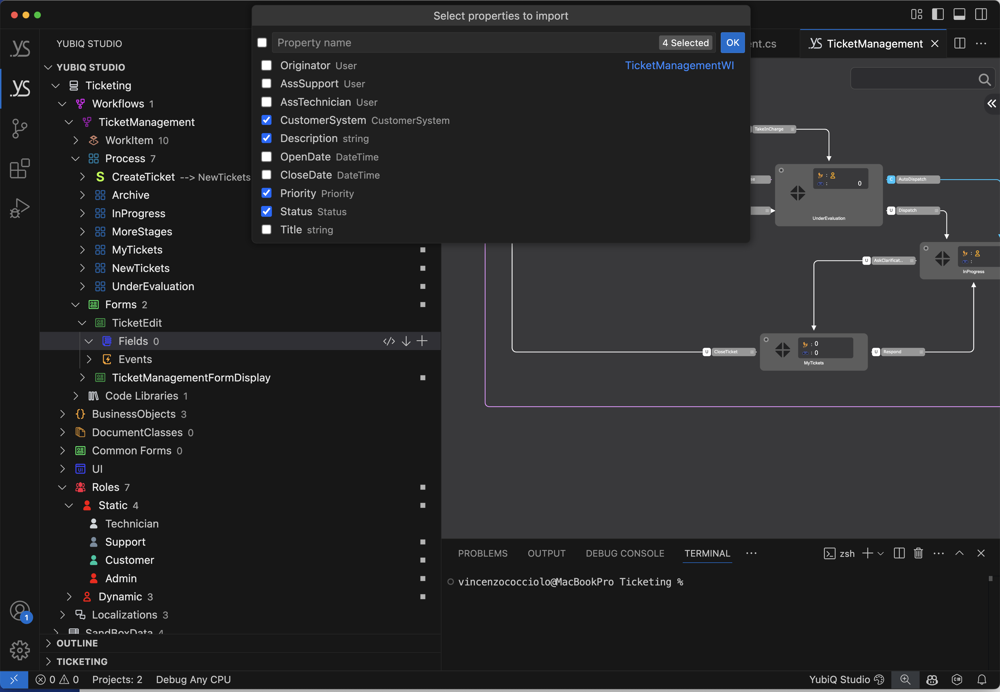 Select properties to import
Property name
4 Selected
OK
Originator User
TicketManagementWI
AssSupport User
AssTechnician User
CustomerSystem CustomerSystem
Description string
OpenDate DateTime
CloseDate DateTime
Priority Priority
Status Status
Title string
nt.cs
.YS TicketManagement
.YS
.YS
YUBIQ STUDIO
YUBIQ STUDIO
Ticketing
Workflows 1
TicketManagement
WorkItem 10
Process 7
S CreateTicket --> NewTickets
Archive
InProgress
MoreStages
MyTickets
NewTickets
UnderEvaluation
Forms 2
TicketEdit
Fields 0
Events
TicketManagementFormDisplay
Code Libraries 1
BusinessObjects 3
DocumentClasses 0
Common Forms 0
UI UI
Roles 7
Static 4
Technician
Support
Customer
Admin
Dynamic 3
Localizations 3
SandBoxData 4
OUTLINE
TICKETING
1
TakeInCharge
se
:
: 0
UnderEvaluation
C AutoDispatch
U Dispatch
U AskClarificat..
:
:
InProgress
U CloseTicket
: 0
: 0
MyTickets
U Respond
PROBLEMS
OUTPUT
DEBUG CONSOLE
TERMINAL
zsh
vincenzococciolo@MacBookPro Ticketing %
0 0
Projects: 2
Debug Any CPU
YubiQ Studio
C#